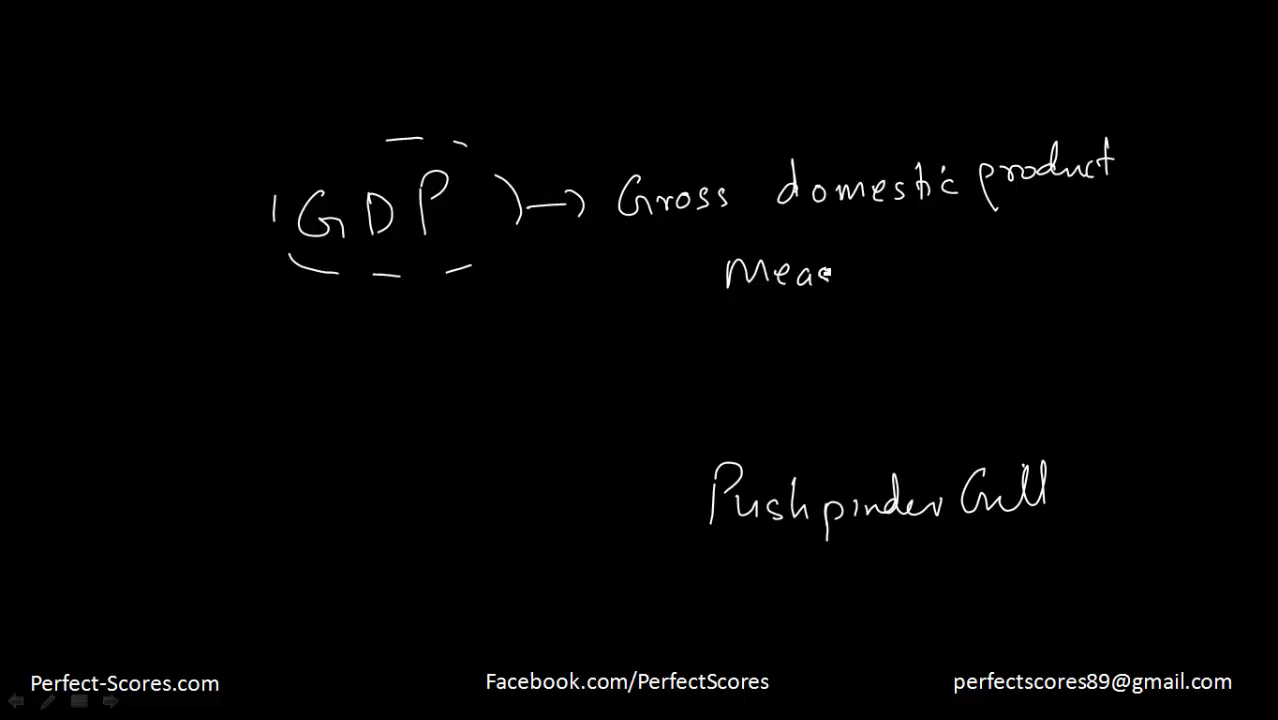 GDP → Gross domestic product
Mea
Pushpinder Gill
Perfect-Scores.com Facebook.com/PerfectScores perfectscores89@gmail.com